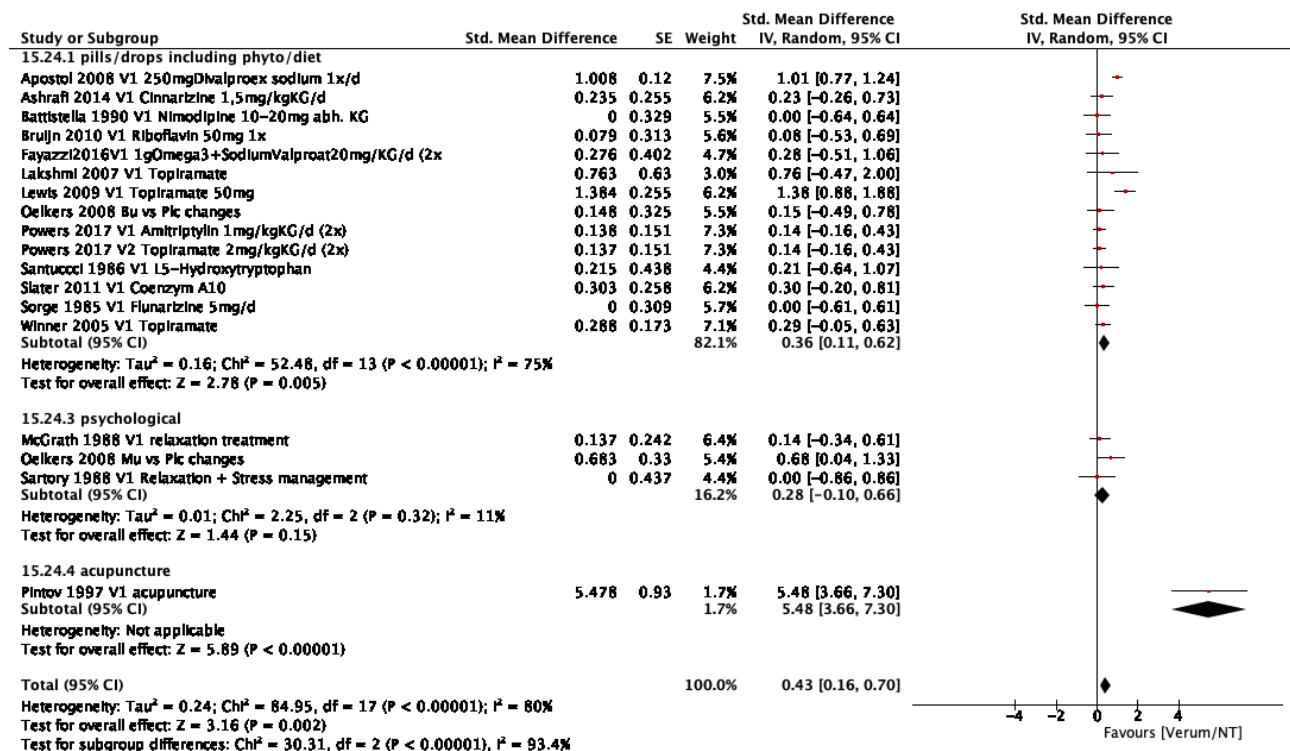 Std. Mean Difference Std. Mean Difference
Study or Subgroup Std. Mean Difference SE Weight IV, Random, 95% CI IV, Random, 95% CI
15.24.1 pills/drops including phyto/diet
Apostol 2008 V1 250mgDivalproex sodium 1x/d 1.008 0.12 7.5% 1.01 [0.77, 1.24]
Ashrafi 2014 V1 Cinnarizine 1,5mg/kgKG/d 0.235 0.255 6.2% 0.23 [−0.26, 0.73]
Battistella 1990 V1 Nimodipine 10−20mg abh. KG 0 0.329 5.5% 0.00 [−0.64, 0.64]
Bruijn 2010 V1 Riboflavin 50mg 1x 0.079 0.313 5.6% 0.08 [−0.53, 0.69]
Fayazzi2016V1 1gOmega3+SodiumValproat20mg/KG/d (2x 0.276 0.402 4.7% 0.28 [−0.51, 1.06]
Lakshmi 2007 V1 Topiramate 0.763 0.63 3.0% 0.76 [−0.47, 2.00]
Lewis 2009 V1 Topiramate 50mg 1.384 0.255 6.2% 1.38 [0.88, 1.88]
Oelkers 2008 Bu vs Plc changes 0.148 0.325 5.5% 0.15 [−0.49, 0.78]
Powers 2017 V1 Amitriptylin 1mg/kgKG/d (2x) 0.138 0.151 7.3% 0.14 [−0.16, 0.43]
Powers 2017 V2 Topiramate 2mg/kgKG/d (2x) 0.137 0.151 7.3% 0.14 [−0.16, 0.43]
Santuccci 1986 V1 L5−Hydroxytryptophan 0.215 0.438 4.4% 0.21 [−0.64, 1.07]
Slater 2011 V1 Coenzym A10 0.303 0.258 6.2% 0.30 [−0.20, 0.81]
Sorge 1985 V1 Flunarizine 5mg/d 0 0.309 5.7% 0.00 [−0.61, 0.61]
Winner 2005 V1 Topiramate 0.288 0.173 7.1% 0.29 [−0.05, 0.63]
Subtotal (95% CI) 82.1% 0.36 [0.11, 0.62]
Heterogeneity: Tau² = 0.16; Chi² = 52.48, df = 13 (P < 0.00001); I² = 75%
Test for overall effect: Z = 2.78 (P = 0.005)
15.24.3 psychological
McGrath 1988 V1 relaxation treatment 0.137 0.242 6.4% 0.14 [−0.34, 0.61]
Oelkers 2008 Mu vs Plc changes 0.683 0.33 5.4% 0.68 [0.04, 1.33]
Sartory 1988 V1 Relaxation + Stress management 0 0.437 4.4% 0.00 [−0.86, 0.86]
Subtotal (95% CI) 16.2% 0.28 [−0.10, 0.66]
Heterogeneity: Tau² = 0.01; Chi² = 2.25, df = 2 (P = 0.32); I² = 11%
Test for overall effect: Z = 1.44 (P = 0.15)
15.24.4 acupuncture
Pintov 1997 V1 acupuncture 5.478 0.93 1.7% 5.48 [3.66, 7.30]
Subtotal (95% CI) 1.7% 5.48 [3.66, 7.30]
Heterogeneity: Not applicable
Test for overall effect: Z = 5.89 (P < 0.00001)
Total (95% CI) 100.0% 0.43 [0.16, 0.70]
Heterogeneity: Tau² = 0.24; Chi² = 84.95, df = 17 (P < 0.00001); I² = 80%
Test for overall effect: Z = 3.16 (P = 0.002)
Test for subgroup differences: Chi² = 30.31, df = 2 (P < 0.00001), I² = 93.4%
−4 −2 0 2 4
Favours [Verum/NT]